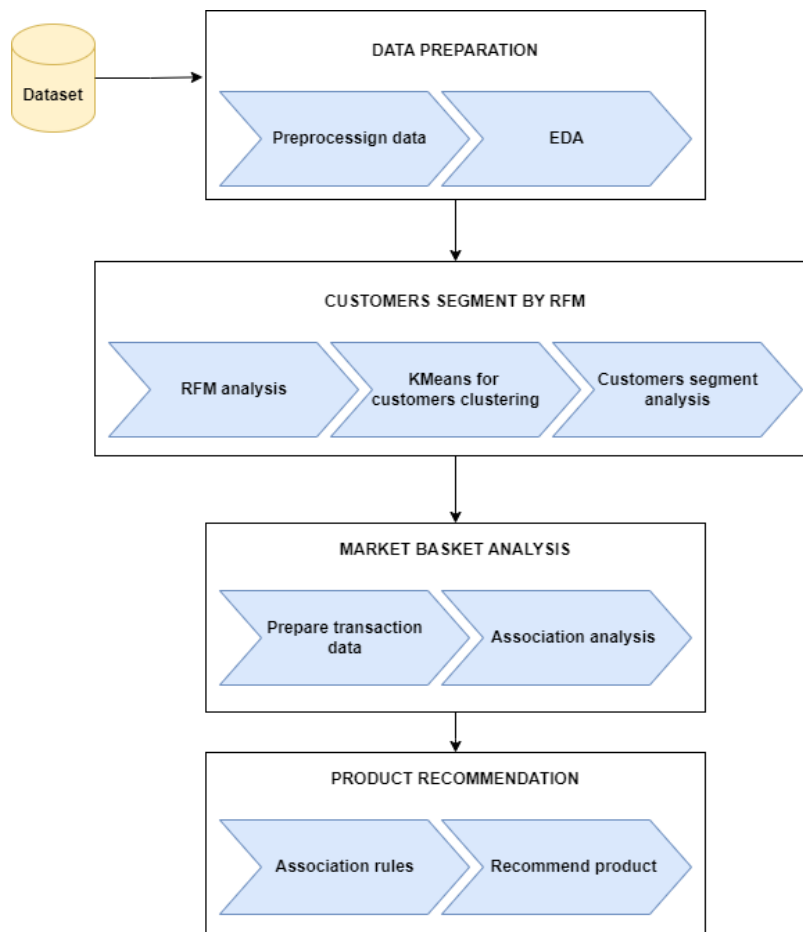 Dataset
DATA PREPARATION
Preprocessign data
EDA
CUSTOMERS SEGMENT BY RFM
RFM analysis
KMeans for
customers clustering
Customers segment
analysis
MARKET BASKET ANALYSIS
Prepare transaction
data
Association analysis
PRODUCT RECOMMENDATION
Association rules
Recommend product